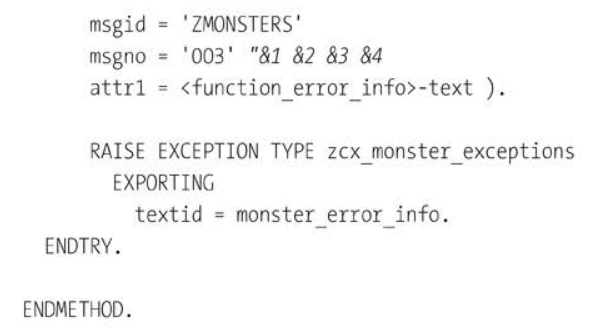 msgid = 'ZMONSTERS'
msgno = '003' "&1 &2 &3 &4
attr1 = <function_error_info>-text ).
RAISE EXCEPTION TYPE zcx_monster_exceptions
EXPORTING
textid = monster_error_info.
ENDTRY.
ENDMETHOD.